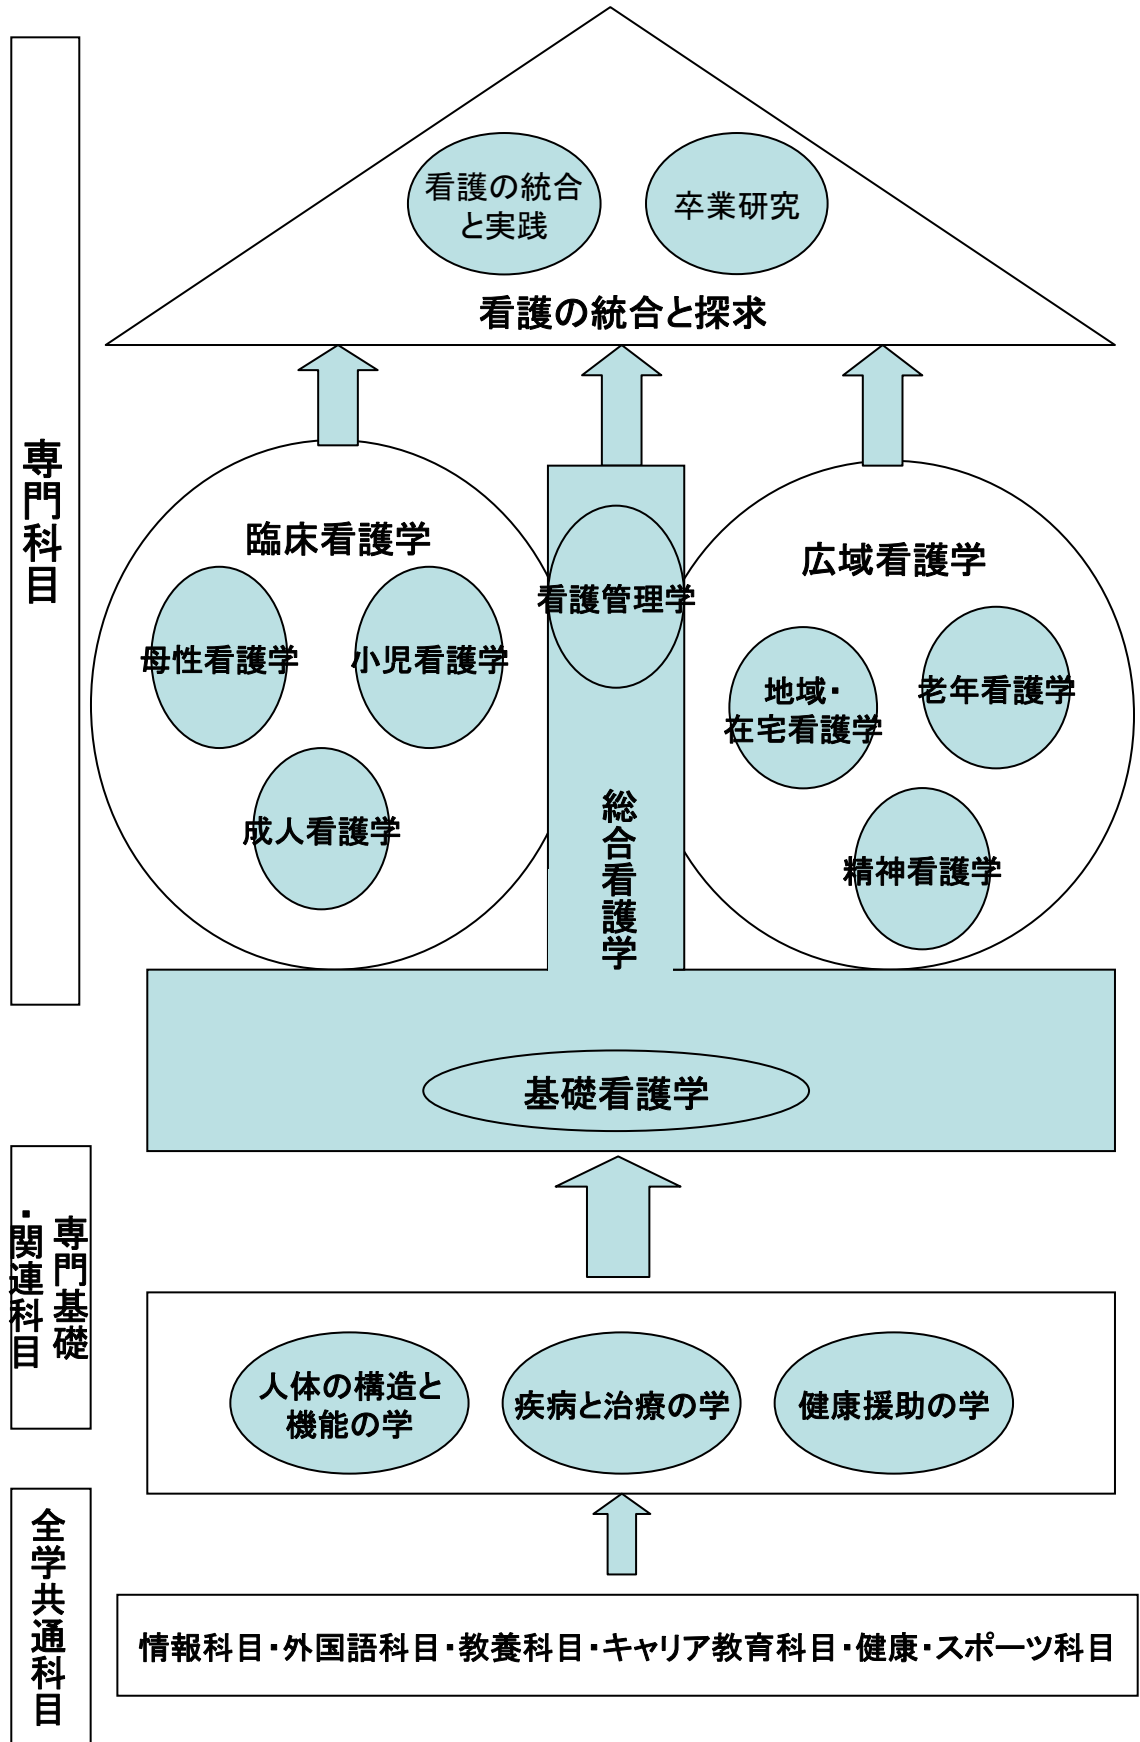 看護の統合
と実践
卒業研究
看護の統合と探求
専門科目
臨床看護学
母性看護学
小児看護学
成人看護学
看護管理学
総合看護学
広域看護学
地域・
在宅看護学
老年看護学
精神看護学
基礎看護学
専門基礎
・関連科目
人体の構造と
機能の学
疾病と治療の学
健康援助の学
全学共通科目
情報科目・外国語科目・教養科目・キャリア教育科目・健康・スポーツ科目